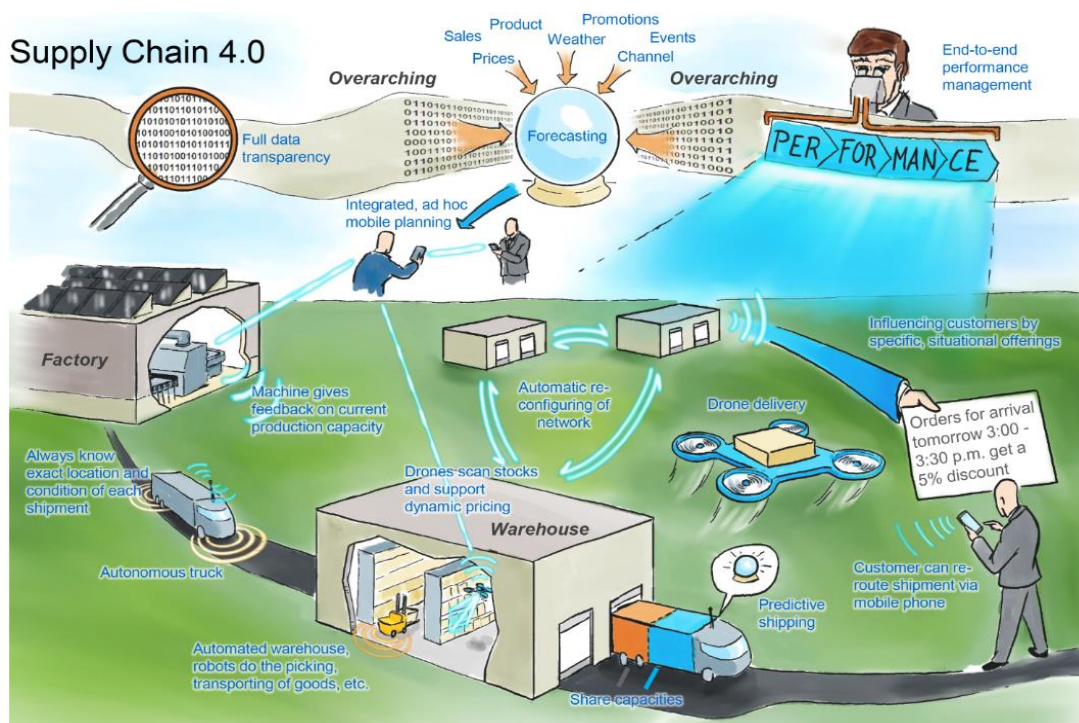 Supply Chain 4.0
Sales
Product
Promotions
Prices
Weather
Events
Channel
Overarching
Overarching
End-to-end
performance
management
Full data
transparency
Forecasting
PER FOR MAN CE
Integrated, ad hoc
mobile planning
Factory
Machine gives
feedback on current
production capacity
Automatic re-
configuring of
network
Influencing customers by
specific, situational offerings
Drone delivery
Orders for arrival
tomorrow 3:00 -
3:30 p.m. get a
5% discount
Always know
exact location and
condition of each
shipment
Autonomous truck
Drones scan stocks
and support
dynamic pricing
Warehouse
Customer can re-
route shipment via
mobile phone
Predictive
shipping
Automated warehouse,
robots do the picking,
transporting of goods, etc.
Share capacities